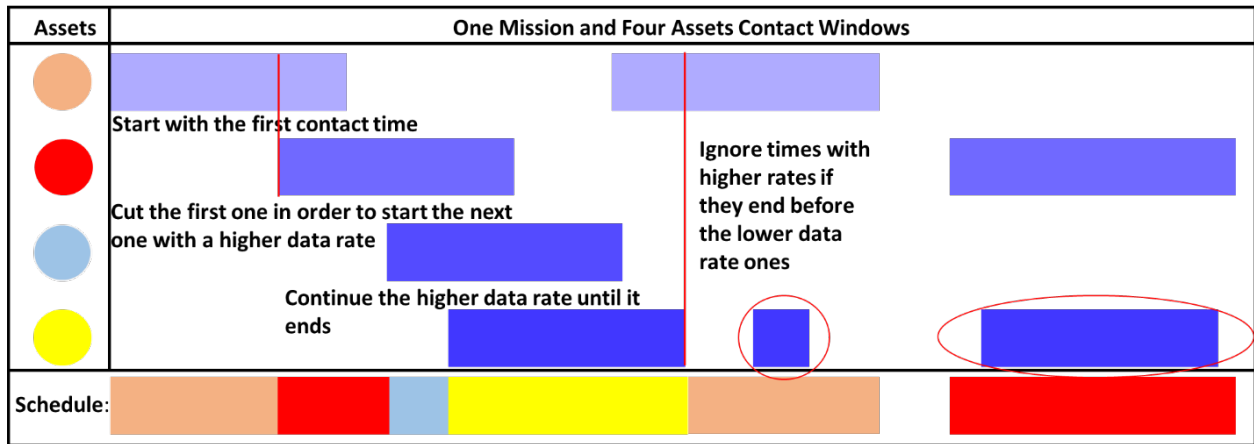 Assets
One Mission and Four Assets Contact Windows
Start with the first contact time
Cut the first one in order to start the next
one with a higher data rate
Continue the higher data rate until it
ends
Ignore times with
higher rates if
they end before
the lower data
rate ones
Schedule: